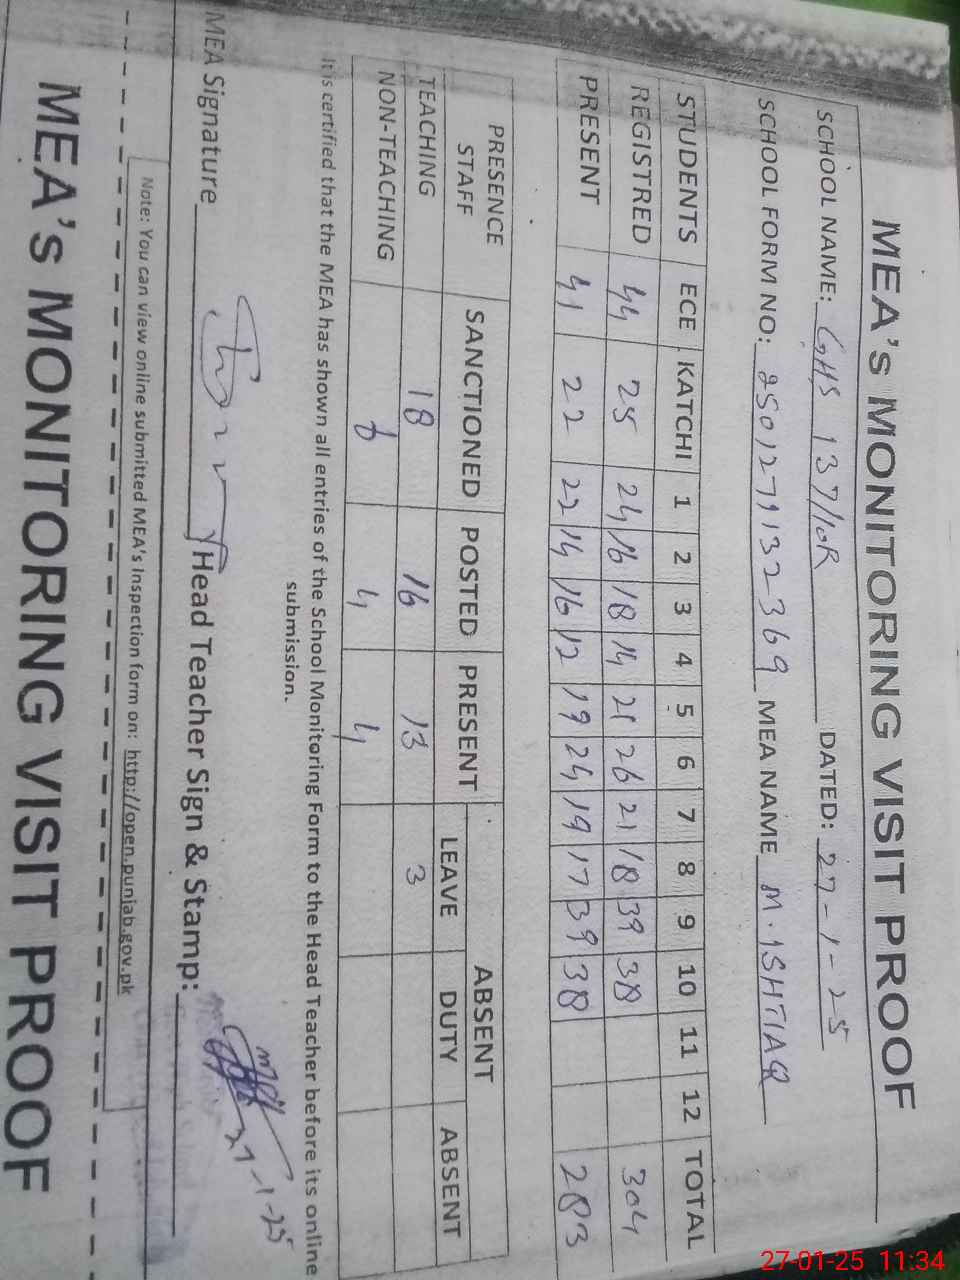 MEA's MONITORING VISIT PROOF
SCHOOL NAME: GHS 137/10R DATED: 27-1-25
SCHOOL FORM NO: 25012791132369 MEA NAME M. ISHTIAQ
STUDENTS ECE KATCHI 1 2 3 4 5 6 7 8 9 10 11 12 TOTAL
REGISTRED 44 25 24 16 18 14 21 26 21 18 39 38 304
PRESENT 41 22 22 14 16 12 19 24 19 17 39 38 283
PRESENCE STAFF SANCTIONED POSTED PRESENT ABSENT
LEAVE DUTY ABSENT
TEACHING 18 16 13 3
NON-TEACHING 4 4
It is certified that the MEA has shown all entries of the School Monitoring Form to the Head Teacher before its online
submission.
MEA Signature Head Teacher Sign & Stamp:
27-1-25
Note: You can view online submitted MEA's Inspection form on: http://open.punjab.gov.pk
MEA's MONITORING VISIT PROOF
27-01-25 11:34